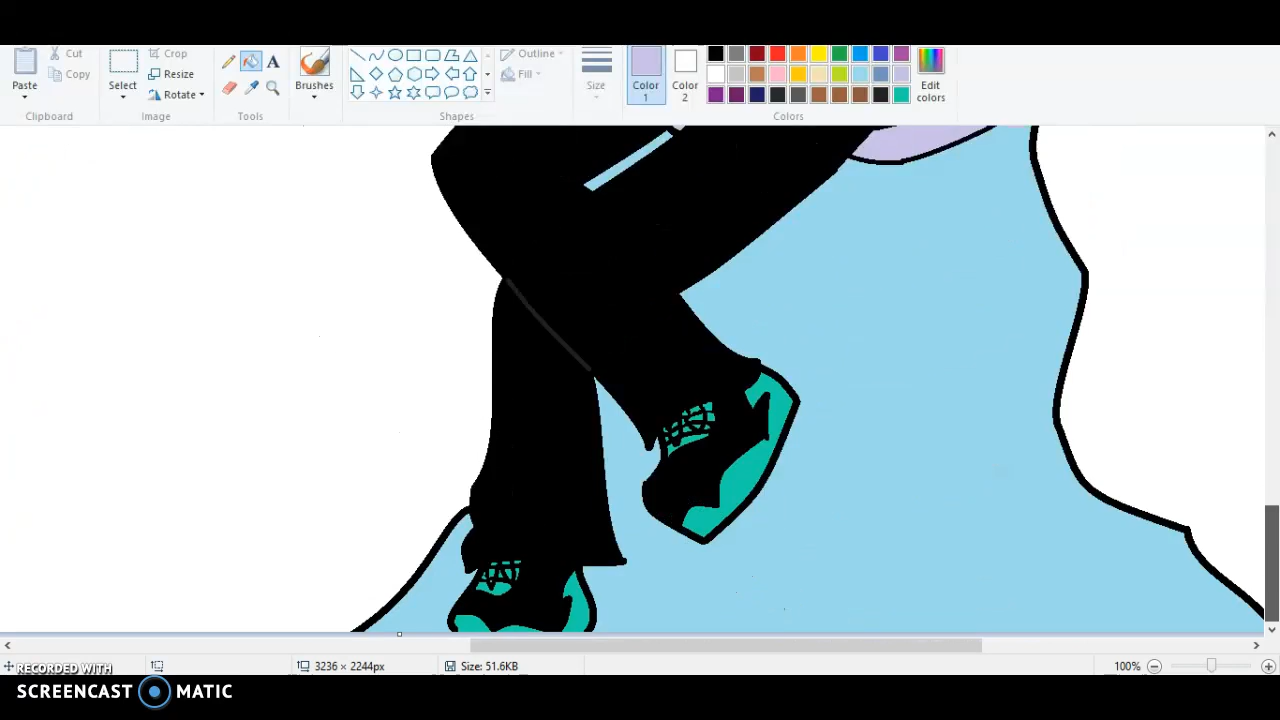 Cut
Copy
Paste
Clipboard
Crop
Resize
Rotate
Select
Image
A
Tools
Brushes
Outline
Fill
Shapes
Size
Color
1
Color
2
Edit
colors
Colors
3236 × 2244px
Size: 51.6KB
100%
RECORDED WITH
SCREENCAST MATIC